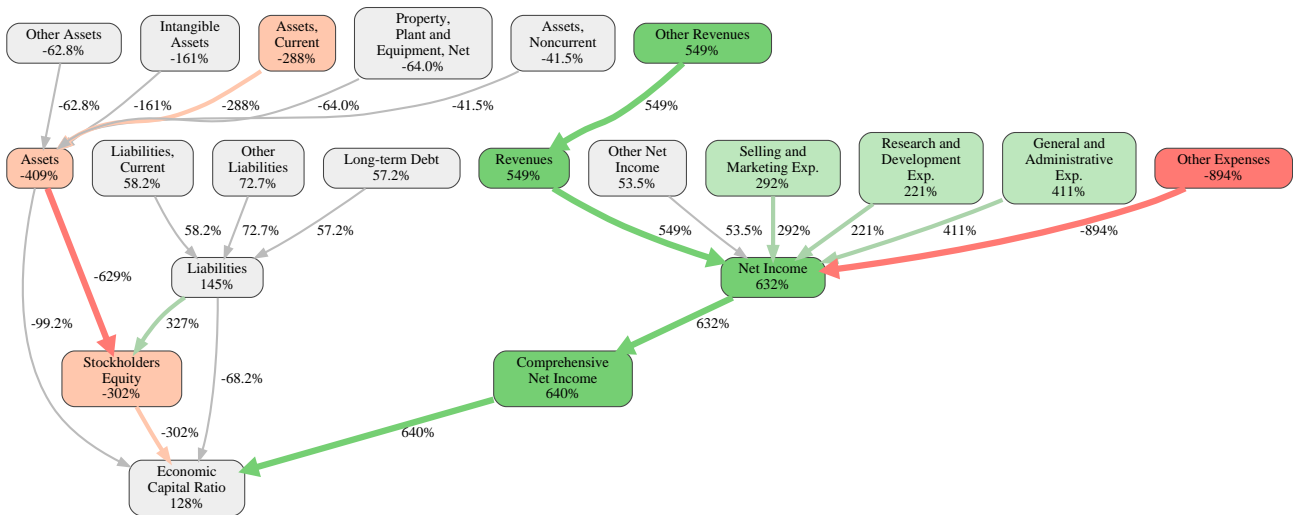 Other Assets
-62.8%
Intangible
Assets
-161%
Assets,
Current
-288%
Property,
Plant and
Equipment, Net
-64.0%
Assets,
Noncurrent
-41.5%
Other Revenues
549%
-62.8%
-161%
-288%
-64.0%
-41.5%
549%
Assets
-409%
Liabilities,
Current
58.2%
Other
Liabilities
72.7%
Long-term Debt
57.2%
Revenues
549%
Other Net
Income
53.5%
Selling and
Marketing Exp.
292%
Research and
Development
Exp.
221%
General and
Administrative
Exp.
411%
Other Expenses
-894%
58.2%
72.7%
57.2%
549%
53.5%
292%
221%
411%
-894%
-629%
Liabilities
145%
Net Income
632%
-99.2%
327%
632%
Stockholders
Equity
-302%
-68.2%
Comprehensive
Net Income
640%
-302%
640%
Economic
Capital Ratio
128%